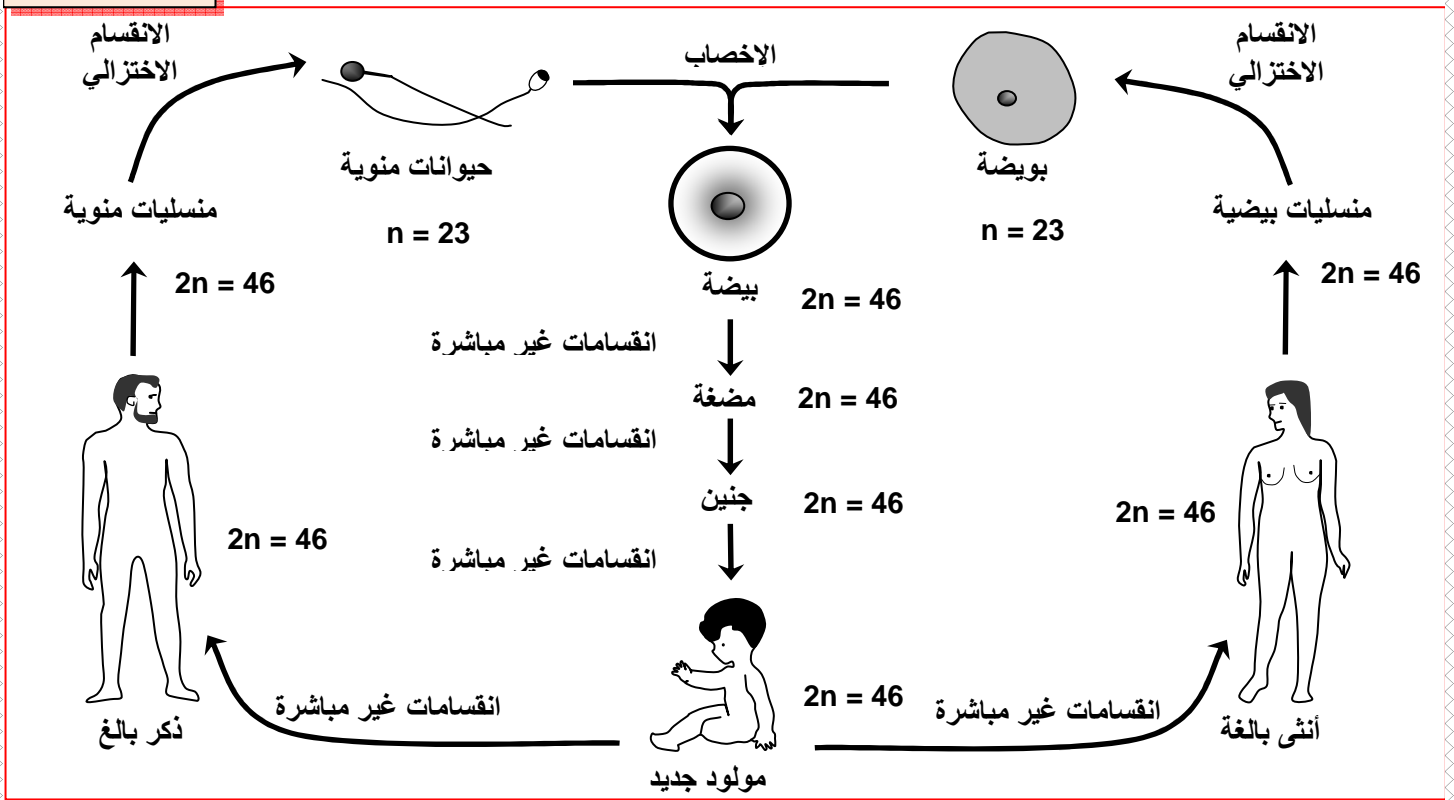 الانقسام
الاختزالي
الاخصاب
الانقسام
الاختزالي
بويضة
حيوانات منوية
منسليات بيضية
منسليات منوية
n = 23
n = 23
2n = 46
2n = 46
بيضة
2n = 46
انقسامات غير مباشرة
مضغة
2n = 46
انقسامات غير مباشرة
جنين
2n = 46
2n = 46
2n = 46
انقسامات غير مباشرة
2n = 46
انقسامات غير مباشرة
انقسامات غير مباشرة
أنثى بالغة
ذكر بالغ
مولود جديد